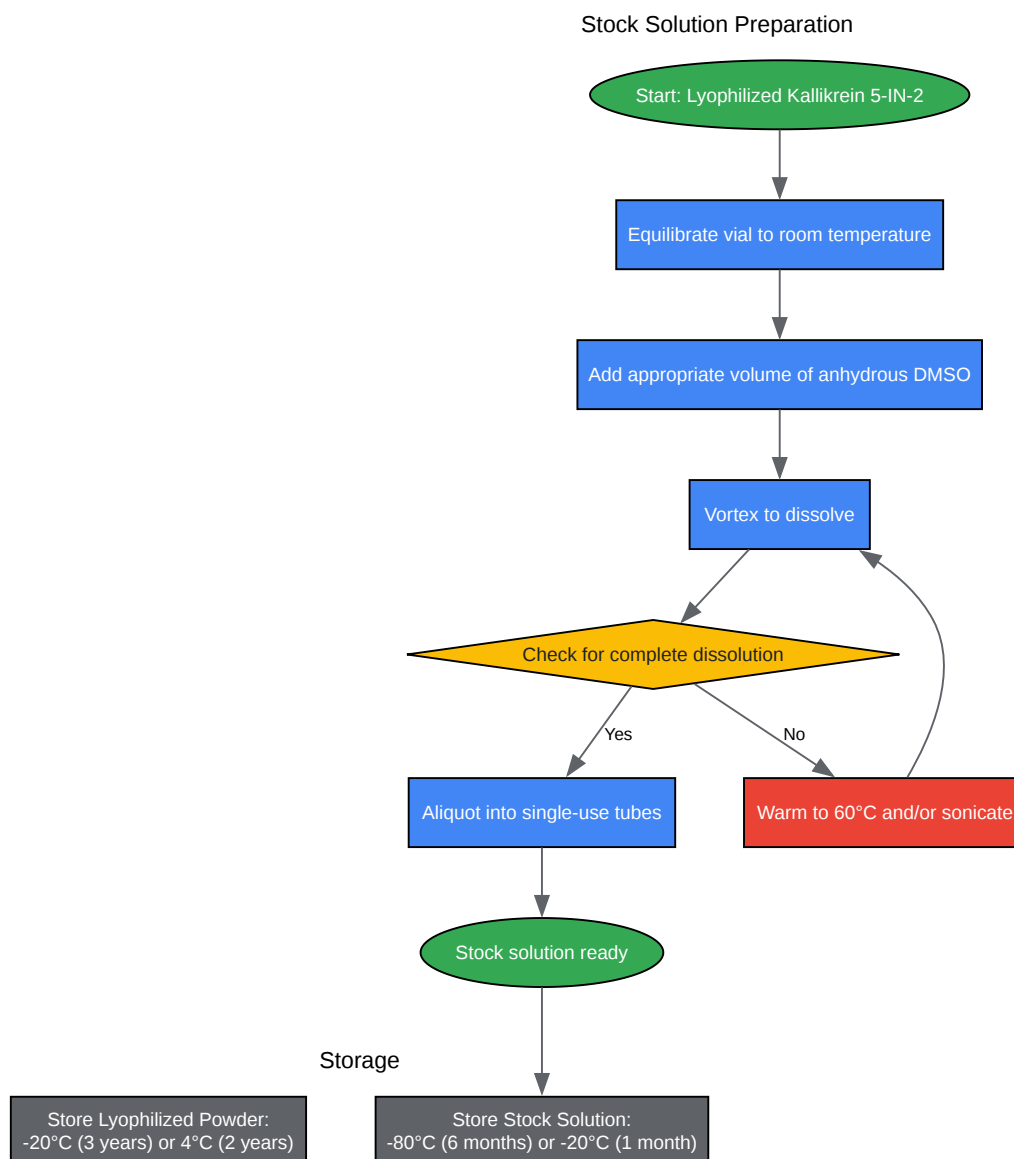 Stock Solution Preparation
Start: Lyophilized Kallikrein 5-IN-2
Equilibrate vial to room temperature
Add appropriate volume of anhydrous DMSO
Vortex to dissolve
Check for complete dissolution
Yes
No
Aliquot into single-use tubes
Warm to 60°C and/or sonicate
Stock solution ready
Storage
Store Lyophilized Powder:
-20°C (3 years) or 4°C (2 years)
Store Stock Solution:
-80°C (6 months) or -20°C (1 month)